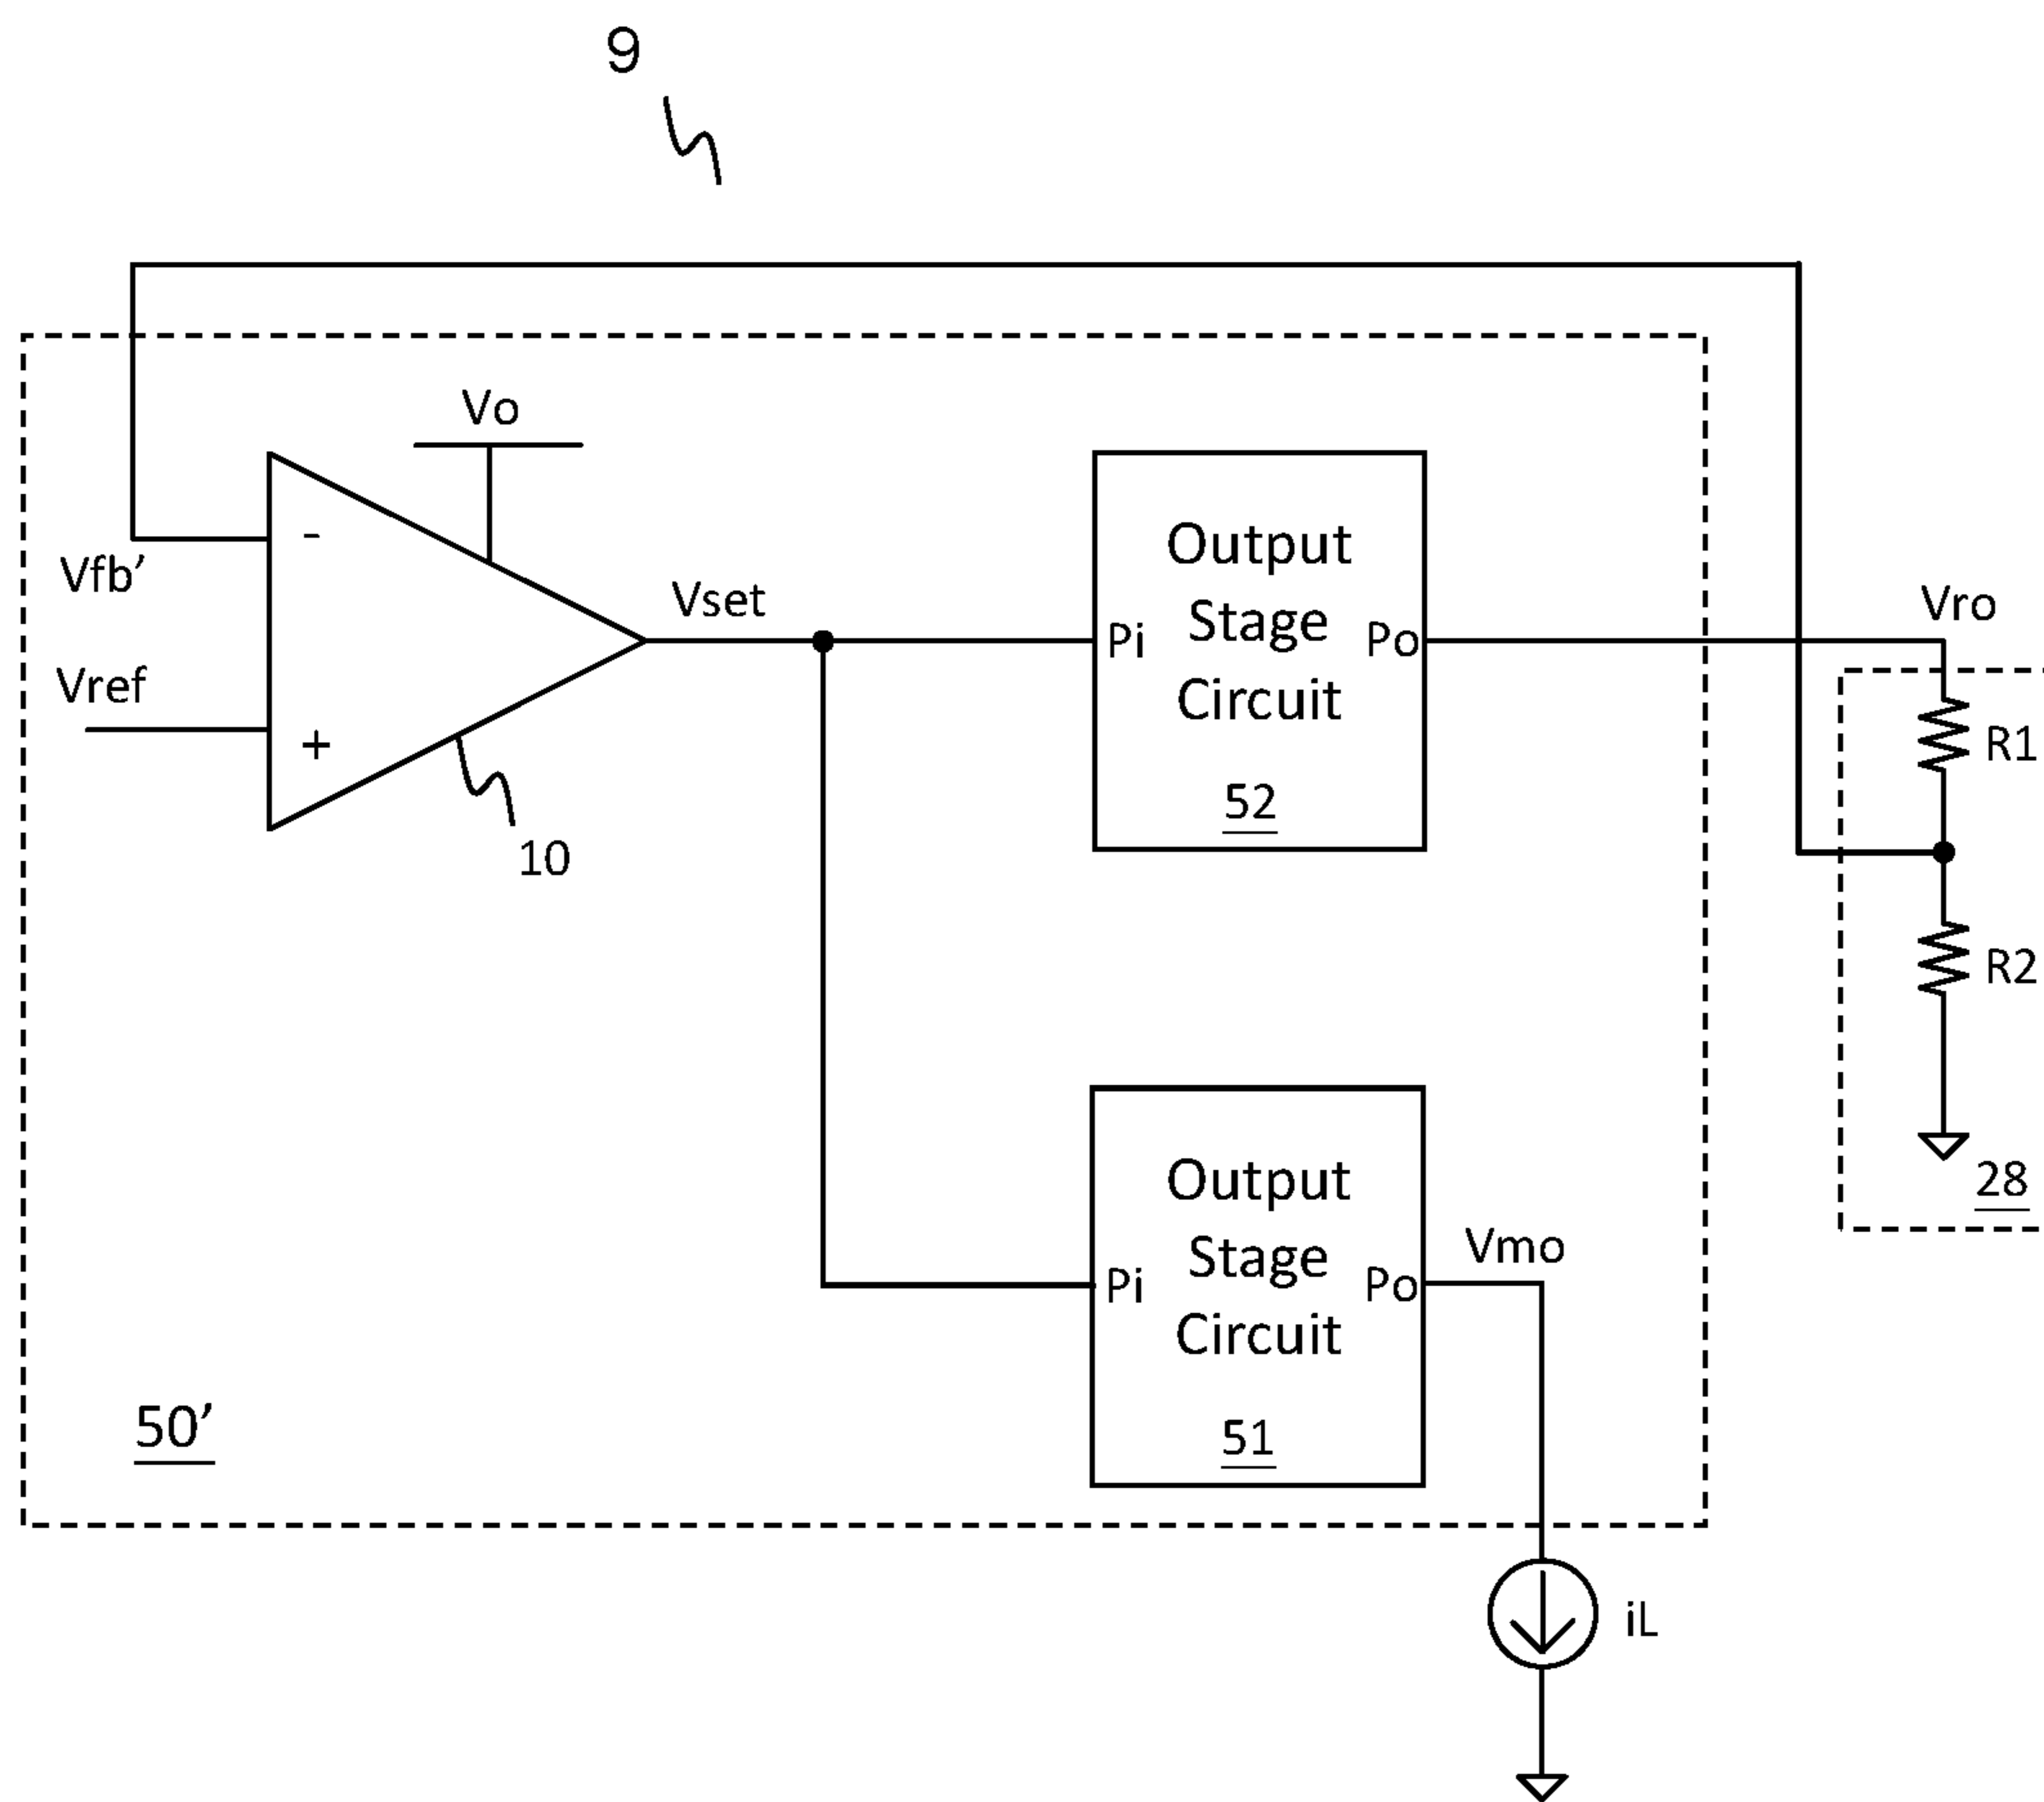 9
Vo
-
Vfb’
Vref
+
10
Vset
Output
Stage
Circuit
Pi
Po
52
Vro
R1
R2
28
Output
Stage
Circuit
Pi
Po
51
Vmo
50’
iL